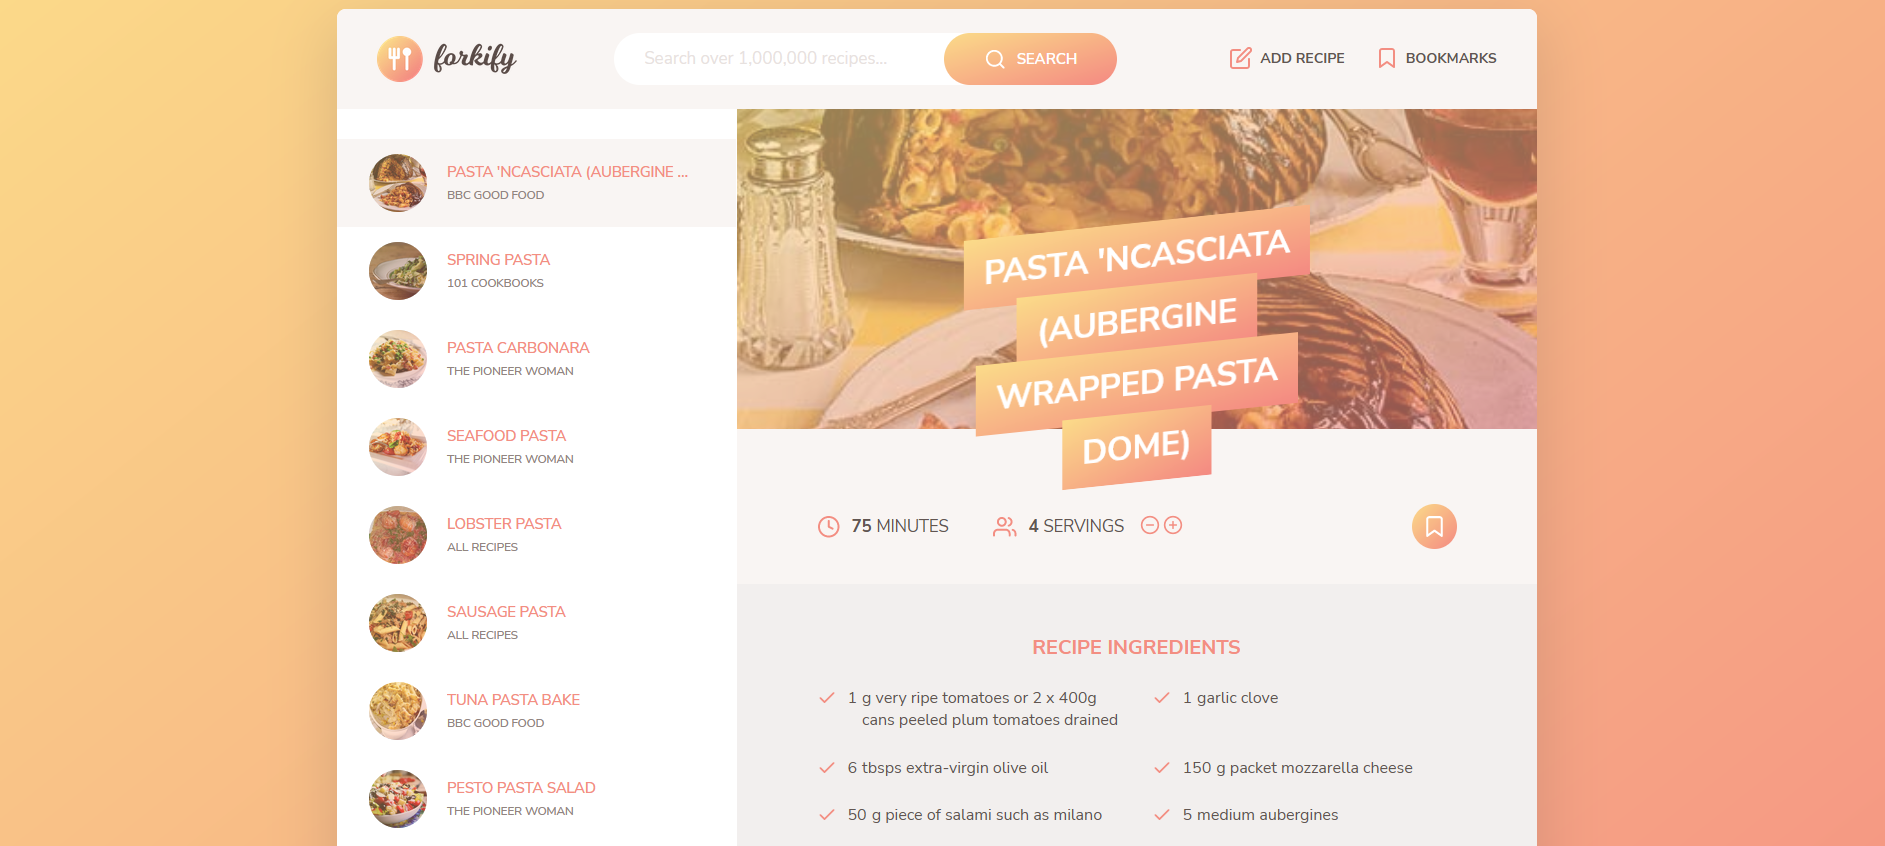 forkify
Search over 1,000,000 recipes...
SEARCH
ADD RECIPE
BOOKMARKS
PASTA 'NCASCIATA (AUBERGINE ...
BBC GOOD FOOD
SPRING PASTA
101 COOKBOOKS
PASTA CARBONARA
THE PIONEER WOMAN
SEAFOOD PASTA
THE PIONEER WOMAN
LOBSTER PASTA
ALL RECIPES
SAUSAGE PASTA
ALL RECIPES
TUNA PASTA BAKE
BBC GOOD FOOD
PESTO PASTA SALAD
THE PIONEER WOMAN
PASTA 'NCASCIATA
(AUBERGINE
WRAPPED PASTA
DOME)
75 MINUTES
4 SERVINGS
RECIPE INGREDIENTS
1 g very ripe tomatoes or 2 x 400g
cans peeled plum tomatoes drained
1 garlic clove
6 tbsps extra-virgin olive oil
150 g packet mozzarella cheese
50 g piece of salami such as milano
5 medium aubergines